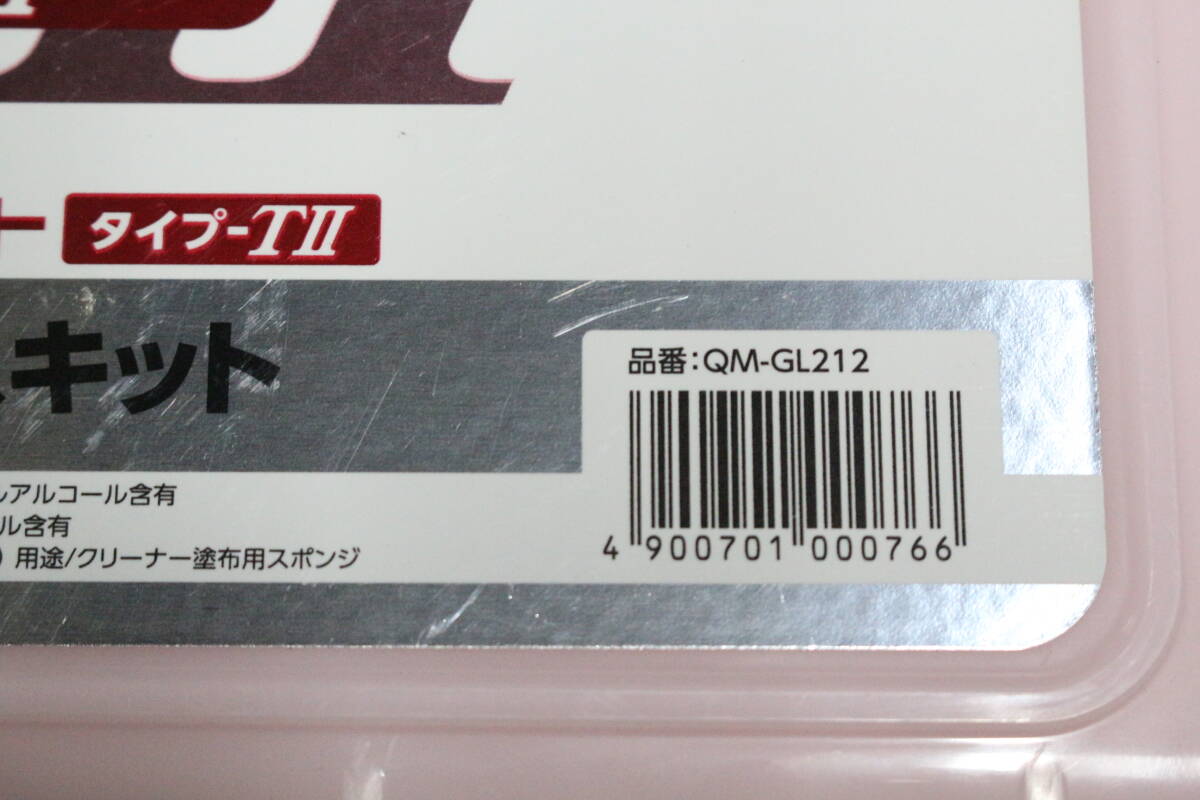 タイプ-TII
キット
品番:QM-GL212
アルコール含有
ル含有
用途/クリーナー塗布用スポンジ
4 900701 000766